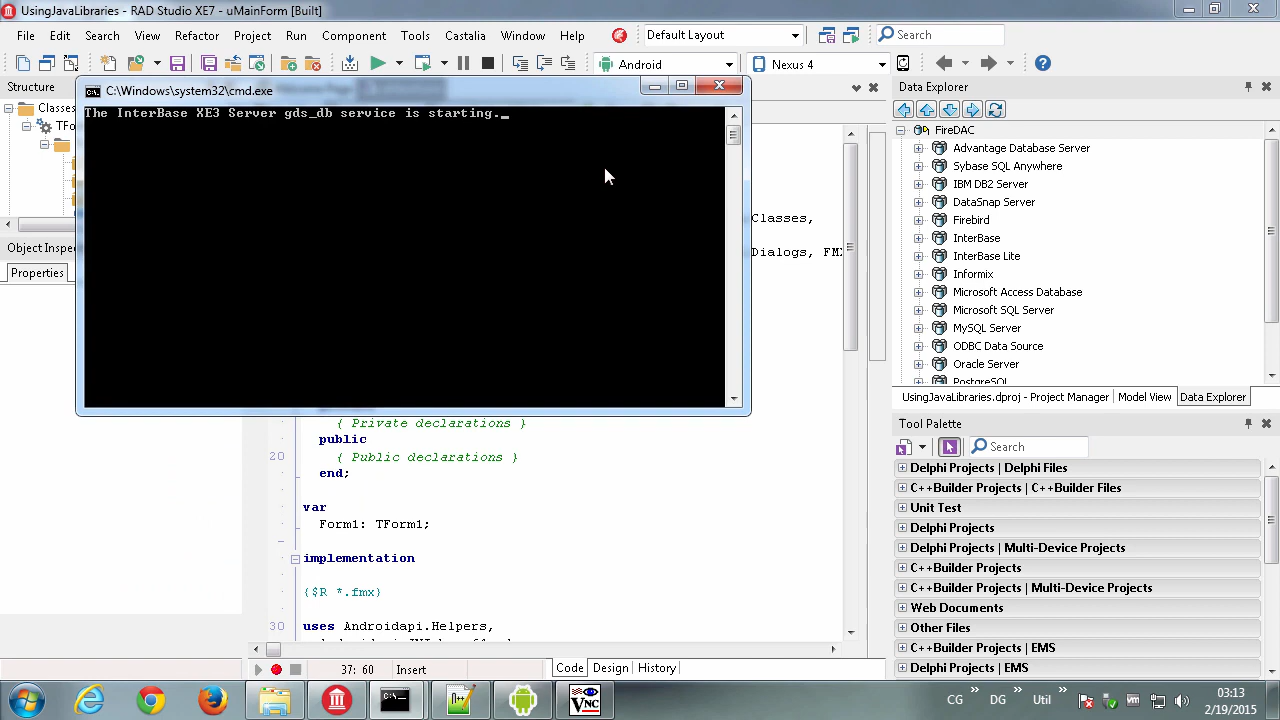 UsingJavaLibraries - RAD Studio XE7 - uMainForm [Built]
File Edit Search Refactor Project Run Component Tools Castalia Window Help Default Layout Search
Android Nexus 4
Structure
Classes
C:\Windows\system32\cmd.exe
The InterBase XE3 Server gds_db service is starting.
Classes,
Dialogs, FMX
Object Inspe
Properties
{ Private declarations }
public
20 { Public declarations }
end;
var
Form1: TForm1;
implementation
{$R *.fmx}
30 uses Androidapi.Helpers,
37: 60 Insert Code Design History
Data Explorer
FireDAC
Advantage Database Server
Sybase SQL Anywhere
IBM DB2 Server
DataSnap Server
Firebird
InterBase
InterBase Lite
Informix
Microsoft Access Database
Microsoft SQL Server
MySQL Server
ODBC Data Source
Oracle Server
PostgreSQL
UsingJavaLibraries.dproj - Project Manager Model View Data Explorer
Tool Palette
Search
Delphi Projects | Delphi Files
C++Builder Projects | C++Builder Files
Unit Test
Delphi Projects
Delphi Projects | Multi-Device Projects
C++Builder Projects
C++Builder Projects | Multi-Device Projects
Web Documents
Other Files
C++Builder Projects | EMS
Delphi Projects | EMS
CG » DG » Util »
03:13
2/19/2015